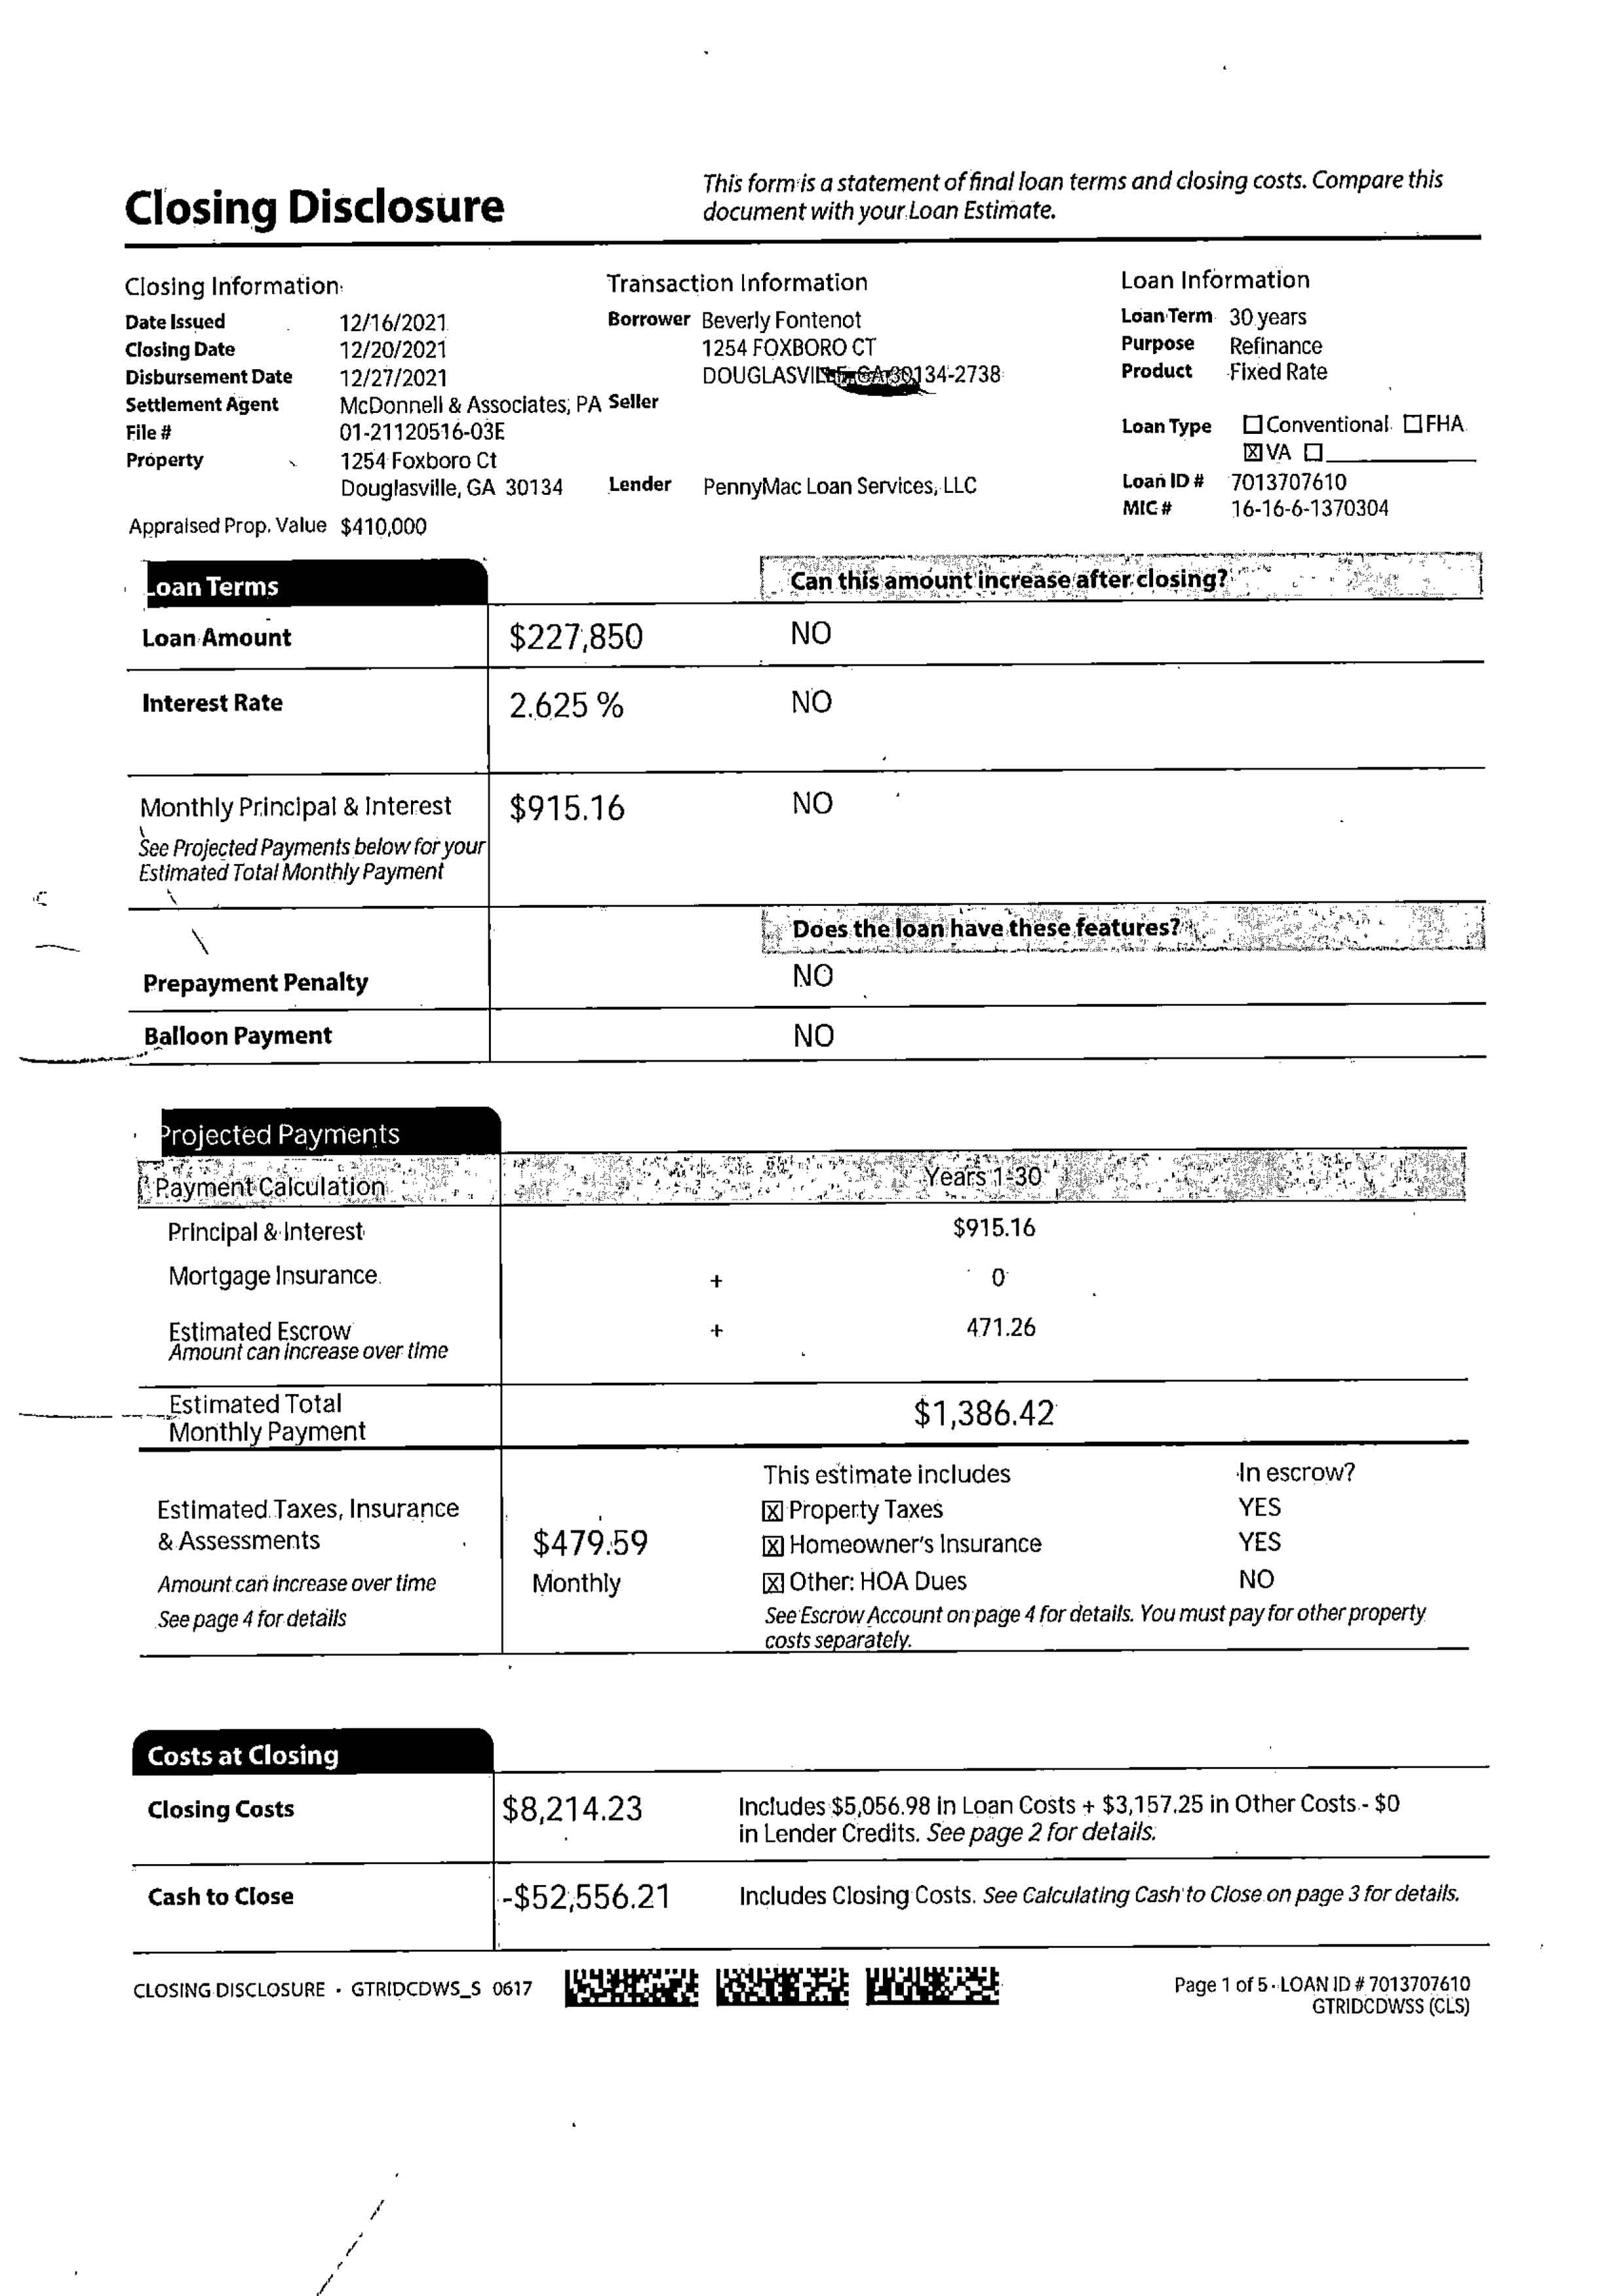 Closing Disclosure
This form is a statement of final loan terms and closing costs. Compare this
document with your Loan Estimate.
Closing Information
Date Issued 12/16/2021
Closing Date 12/20/2021
Disbursement Date 12/27/2021
Settlement Agent McDonnell & Associates, PA
File # 01-21120516-03E
Property 1254 Foxboro Ct
Douglasville, GA 30134
Appraised Prop. Value $410,000
Transaction Information
Borrower Beverly Fontenot
1254 FOXBORO CT
DOUGLASVILLE, GA 30134-2738
Seller
Lender PennyMac Loan Services, LLC
Loan Information
Loan Term 30 years
Purpose Refinance
Product Fixed Rate
Loan Type ☐ Conventional ☐ FHA
☒ VA ☐
Loan ID # 7013707610
MIC # 16-16-6-1370304
Loan Terms Can this amount increase after closing?
Loan Amount $227,850 NO
Interest Rate 2.625 % NO
Monthly Principal & Interest $915.16 NO
See Projected Payments below for your
Estimated Total Monthly Payment
Does the loan have these features?
Prepayment Penalty NO
Balloon Payment NO
Projected Payments
Payment Calculation Years 1-30
Principal & Interest $915.16
Mortgage Insurance + 0
Estimated Escrow + 471.26
Amount can increase over time
Estimated Total
Monthly Payment $1,386.42
Estimated Taxes, Insurance
& Assessments
Amount can increase over time
See page 4 for details
$479.59
Monthly
This estimate includes In escrow?
☒ Property Taxes YES
☒ Homeowner's Insurance YES
☒ Other: HOA Dues NO
See Escrow Account on page 4 for details. You must pay for other property
costs separately.
Costs at Closing
Closing Costs $8,214.23 Includes $5,056.98 in Loan Costs + $3,157.25 in Other Costs - $0
in Lender Credits. See page 2 for details.
Cash to Close -$52,556.21 Includes Closing Costs. See Calculating Cash to Close on page 3 for details.
CLOSING DISCLOSURE • GTRIDCDWS_S 0617
Page 1 of 5 - LOAN ID # 7013707610
GTRIDCDWSS (CLS)